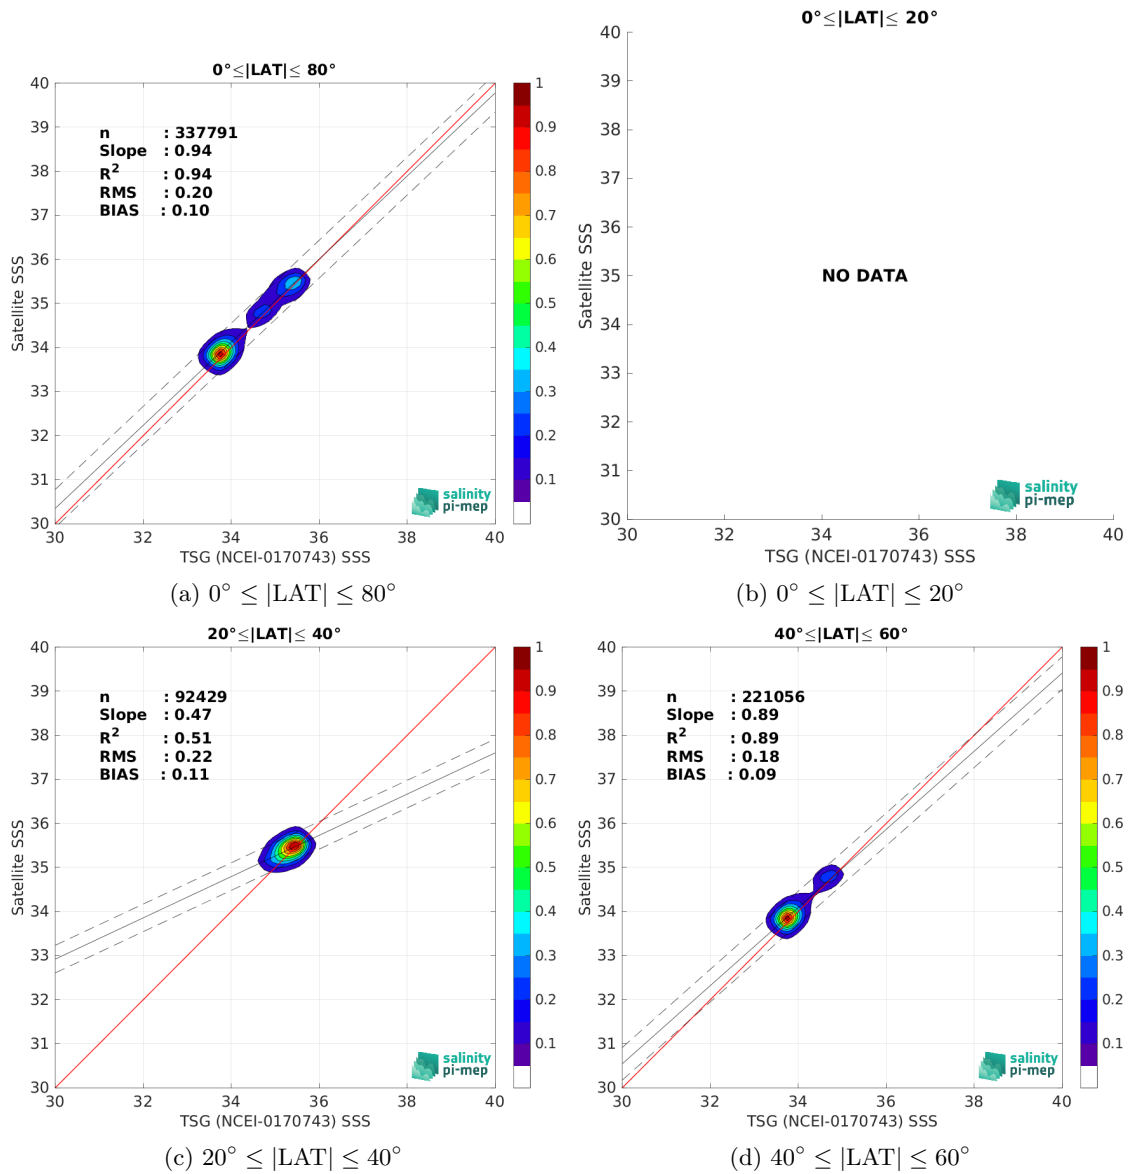 0°≤|LAT|≤ 80°
40
39
38
37
36
35
34
33
32
31
30
Satellite SSS
n : 337791
Slope : 0.94
R² : 0.94
RMS : 0.20
BIAS : 0.10
salinity
pi-mep
30 32 34 36 38 40
TSG (NCEI-0170743) SSS
1
0.9
0.8
0.7
0.6
0.5
0.4
0.3
0.2
0.1
(a) 0° ≤ |LAT| ≤ 80°
0°≤|LAT|≤ 20°
40
39
38
37
36
35
34
33
32
31
30
Satellite SSS
NO DATA
salinity
pi-mep
30 32 34 36 38 40
TSG (NCEI-0170743) SSS
(b) 0° ≤ |LAT| ≤ 20°
20°≤|LAT|≤ 40°
40
39
38
37
36
35
34
33
32
31
30
Satellite SSS
n : 92429
Slope : 0.47
R² : 0.51
RMS : 0.22
BIAS : 0.11
salinity
pi-mep
30 32 34 36 38 40
TSG (NCEI-0170743) SSS
1
0.9
0.8
0.7
0.6
0.5
0.4
0.3
0.2
0.1
(c) 20° ≤ |LAT| ≤ 40°
40°≤|LAT|≤ 60°
40
39
38
37
36
35
34
33
32
31
30
Satellite SSS
n : 221056
Slope : 0.89
R² : 0.89
RMS : 0.18
BIAS : 0.09
salinity
pi-mep
30 32 34 36 38 40
TSG (NCEI-0170743) SSS
1
0.9
0.8
0.7
0.6
0.5
0.4
0.3
0.2
0.1
(d) 40° ≤ |LAT| ≤ 60°